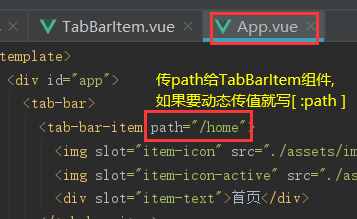 TabBarItem.vue App.vue
template>
<div id="app">
传path给TabBarItem组件,
<tab-bar>
如果要动态传值就写[ :path ]
<tab-bar-item path="/home">
<img slot="item-icon" src="./assets/im
<img slot="item-icon-active" src="./as
<div slot="item-text">首页</div>